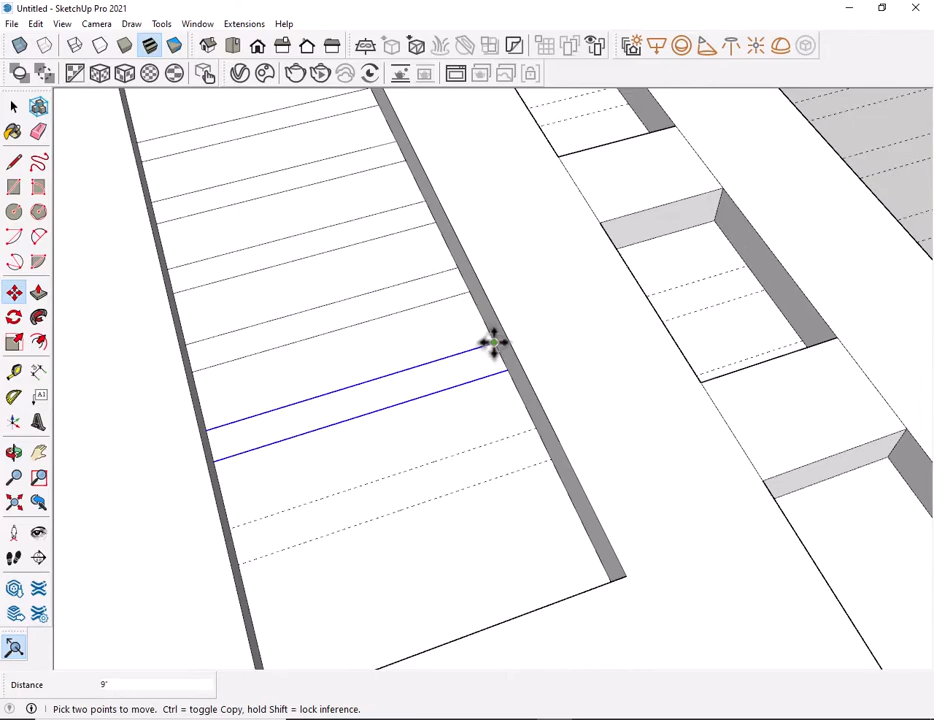 Untitled - SketchUp Pro 2021
File Edit View Camera Draw Tools Window Extensions Help
A1
Distance 9'
Pick two points to move. Ctrl = toggle Copy, hold Shift = lock inference.